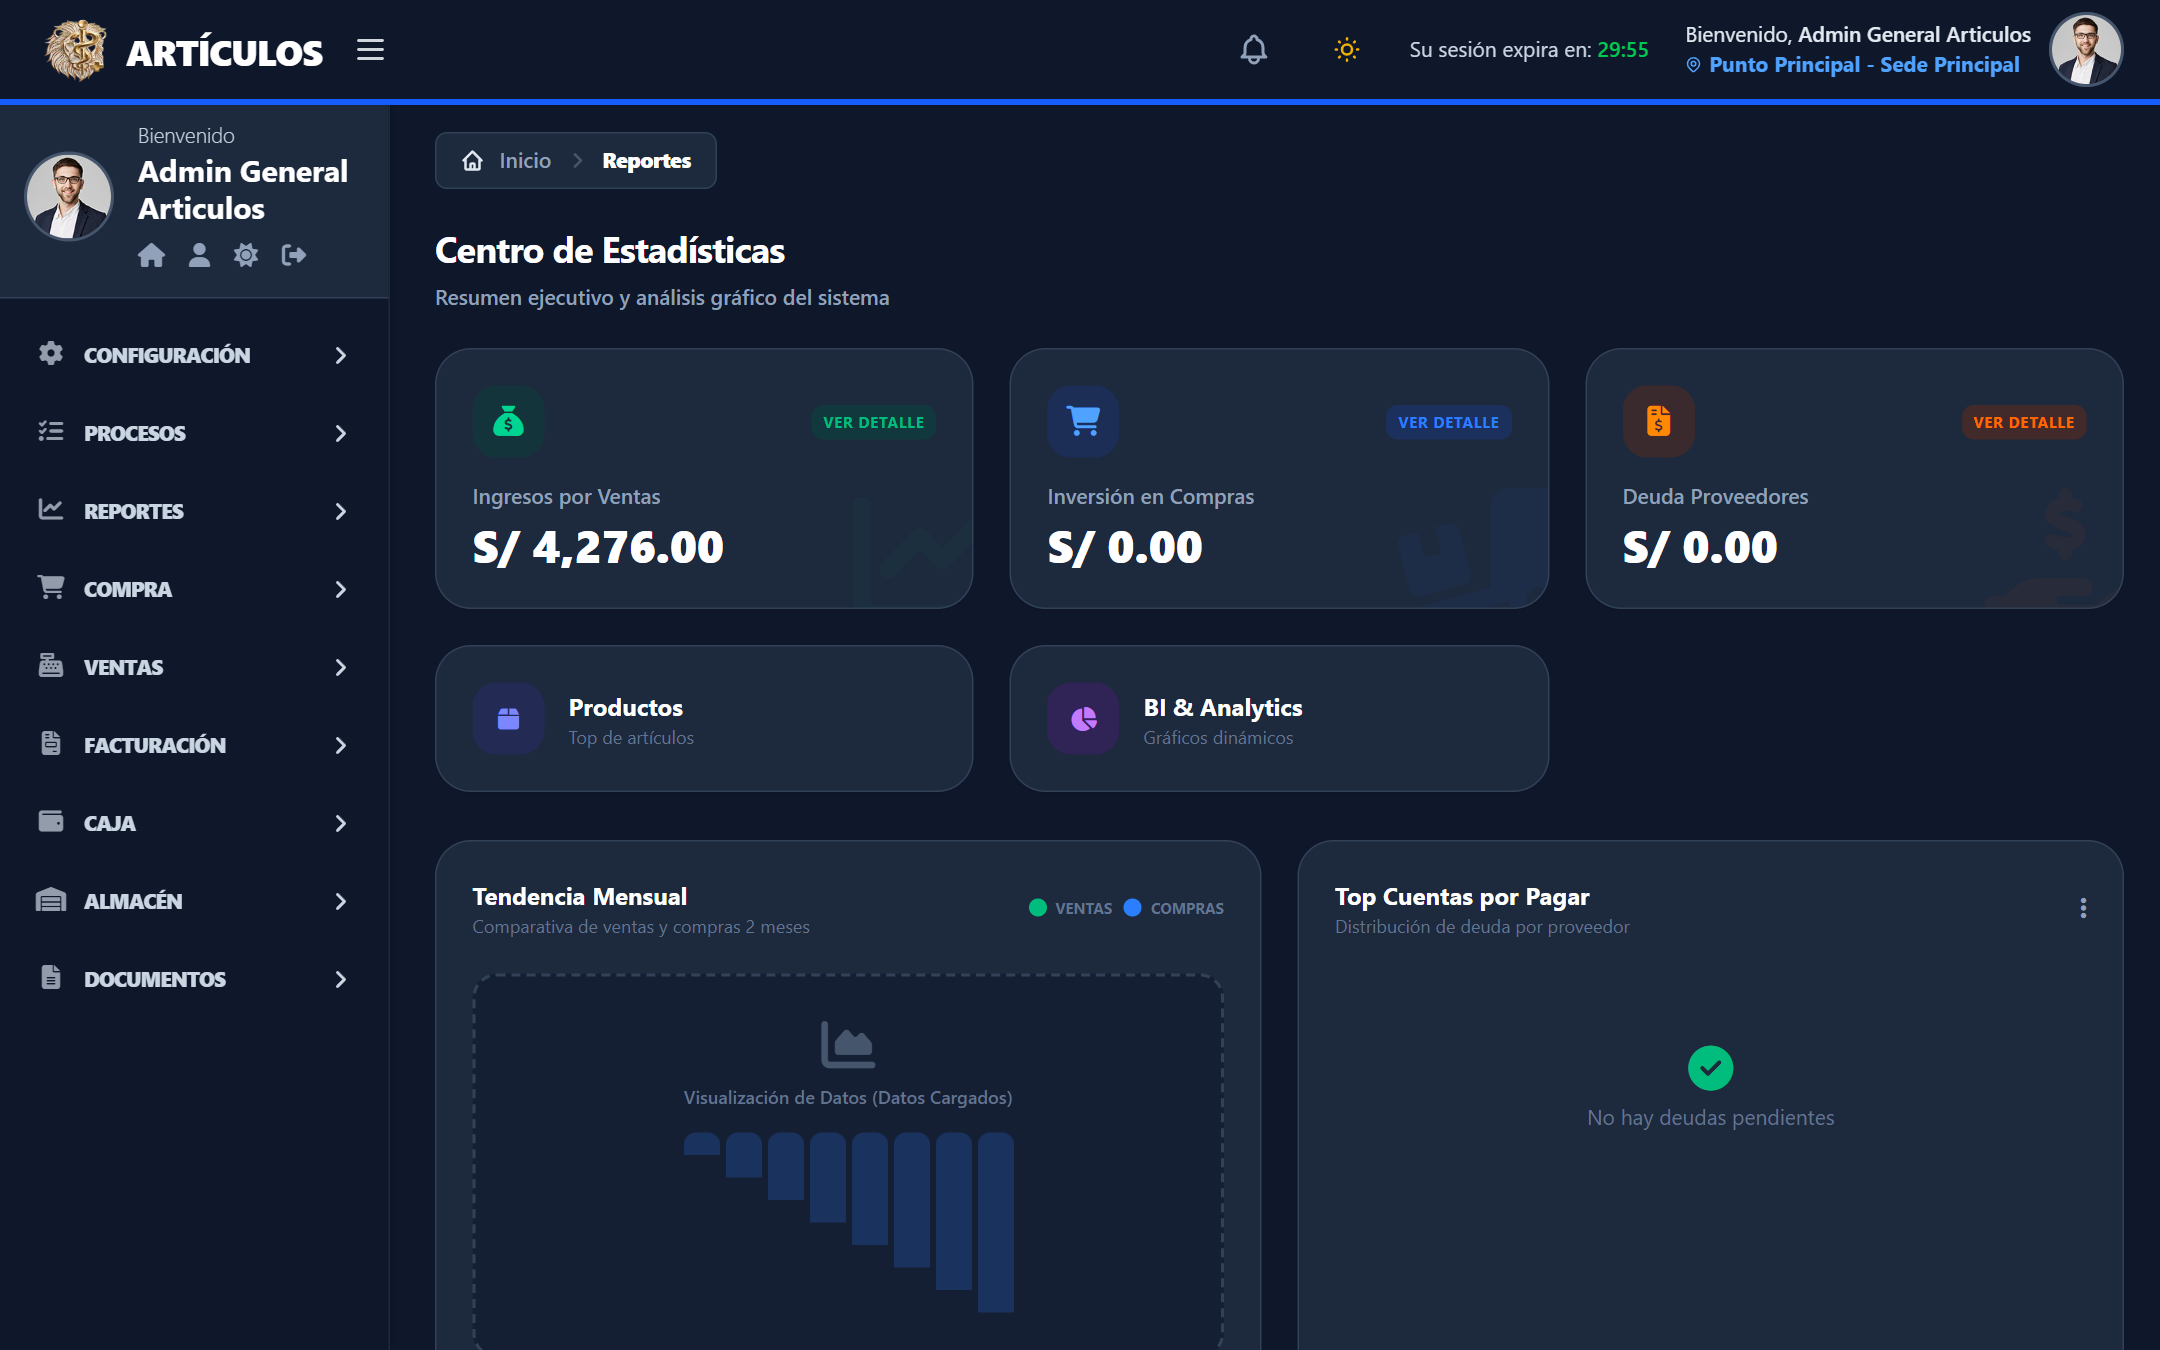 ARTÍCULOS
Su sesión expira en: 29:55
Bienvenido, Admin General Articulos
Punto Principal - Sede Principal
Bienvenido
Admin General
Articulos
CONFIGURACIÓN
PROCESOS
REPORTES
COMPRA
VENTAS
FACTURACIÓN
CAJA
ALMACÉN
DOCUMENTOS
Inicio
Reportes
Centro de Estadísticas
Resumen ejecutivo y análisis gráfico del sistema
VER DETALLE
Ingresos por Ventas
S/ 4,276.00
VER DETALLE
Inversión en Compras
S/ 0.00
VER DETALLE
Deuda Proveedores
S/ 0.00
Productos
Top de artículos
BI & Analytics
Gráficos dinámicos
Tendencia Mensual
Comparativa de ventas y compras 2 meses
VENTAS
COMPRAS
Visualización de Datos (Datos Cargados)
Top Cuentas por Pagar
Distribución de deuda por proveedor
No hay deudas pendientes